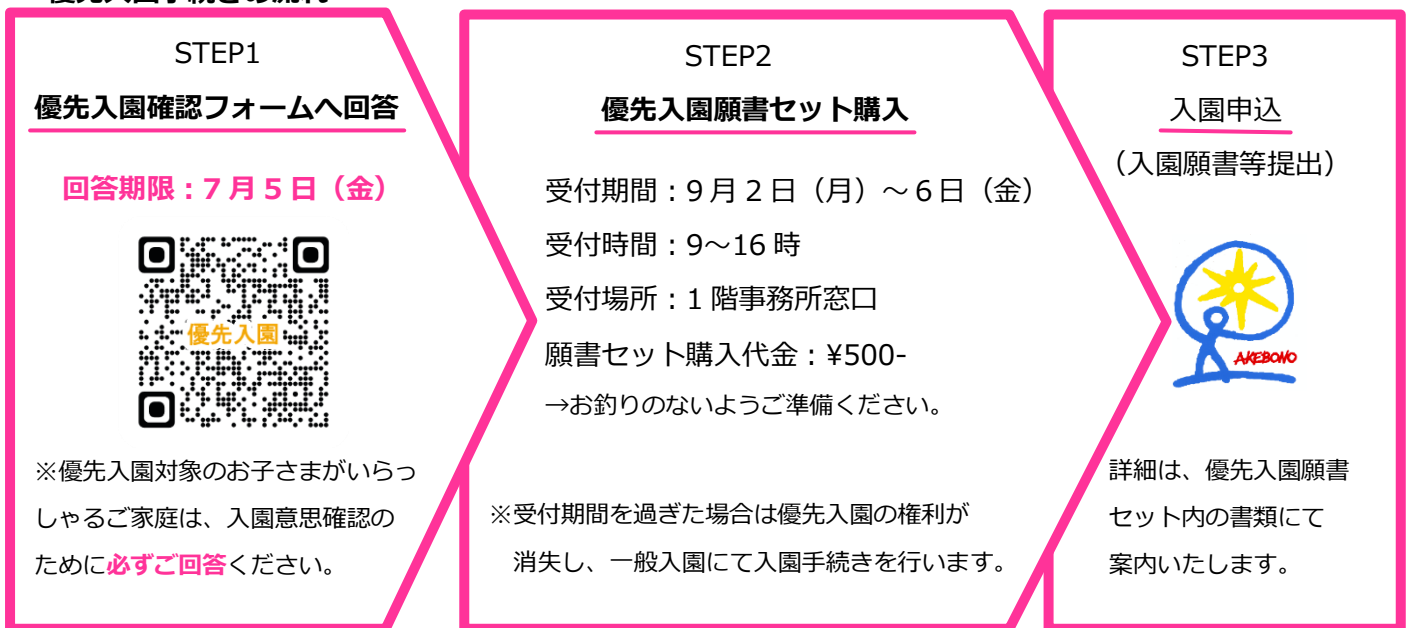 優先入園手続きの流れ
STEP1
優先入園確認フォームへ回答
回答期限：7月5日（金）
優先入園
※優先入園対象のお子さまがいらっ
しゃるご家庭は、入園意思確認の
ために必ずご回答ください。
STEP2
優先入園願書セット購入
受付期間：9月2日（月）～6日（金）
受付時間：9～16時
受付場所：1階事務所窓口
願書セット購入代金：¥500-
→お釣りのないようご準備ください。
※受付期間を過ぎた場合は優先入園の権利が
消失し、一般入園にて入園手続きを行います。
STEP3
入園申込
（入園願書等提出）
AKEBONO
詳細は、優先入園願書
セット内の書類にて
案内いたします。